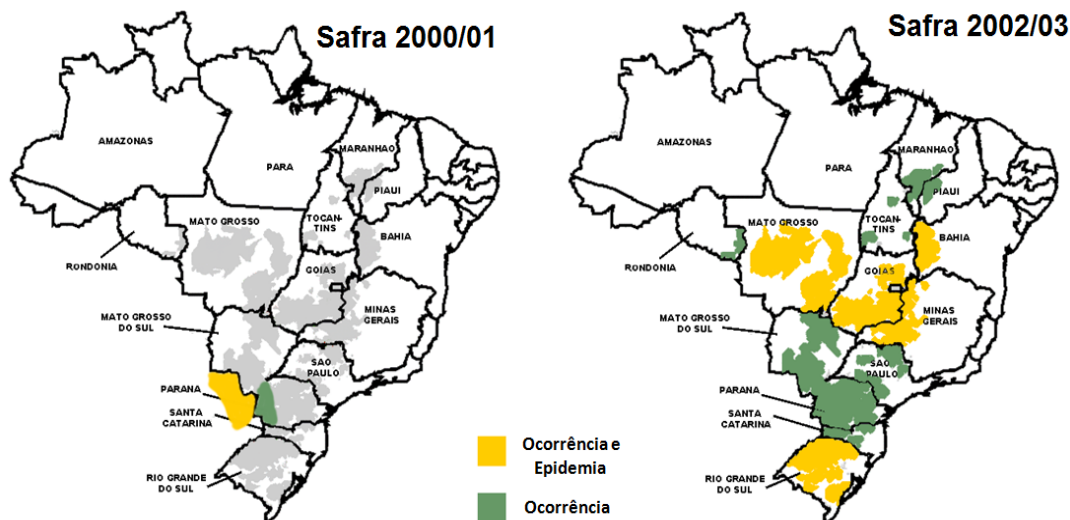 Safra 2000/01
AMAZONAS
PARA
MARANHAO
PIAUI
MATO GROSSO
TOCAN-
TINS
BAHIA
RONDONIA
GOIAS
MATO GROSSO
DO SUL
MINAS
GERAIS
SAO
PAULO
PARANA
SANTA
CATARINA
RIO GRANDE
DO SUL
Ocorrência e
Epidemia
Ocorrência
Safra 2002/03
AMAZONAS
PARA
MARANHAO
PIAUI
MATO GROSSO
TOCAN-
TINS
BAHIA
RONDONIA
GOIAS
MATO GROSSO
DO SUL
MINAS
GERAIS
SAO
PAULO
PARANA
SANTA
CATARINA
RIO GRANDE
DO SUL